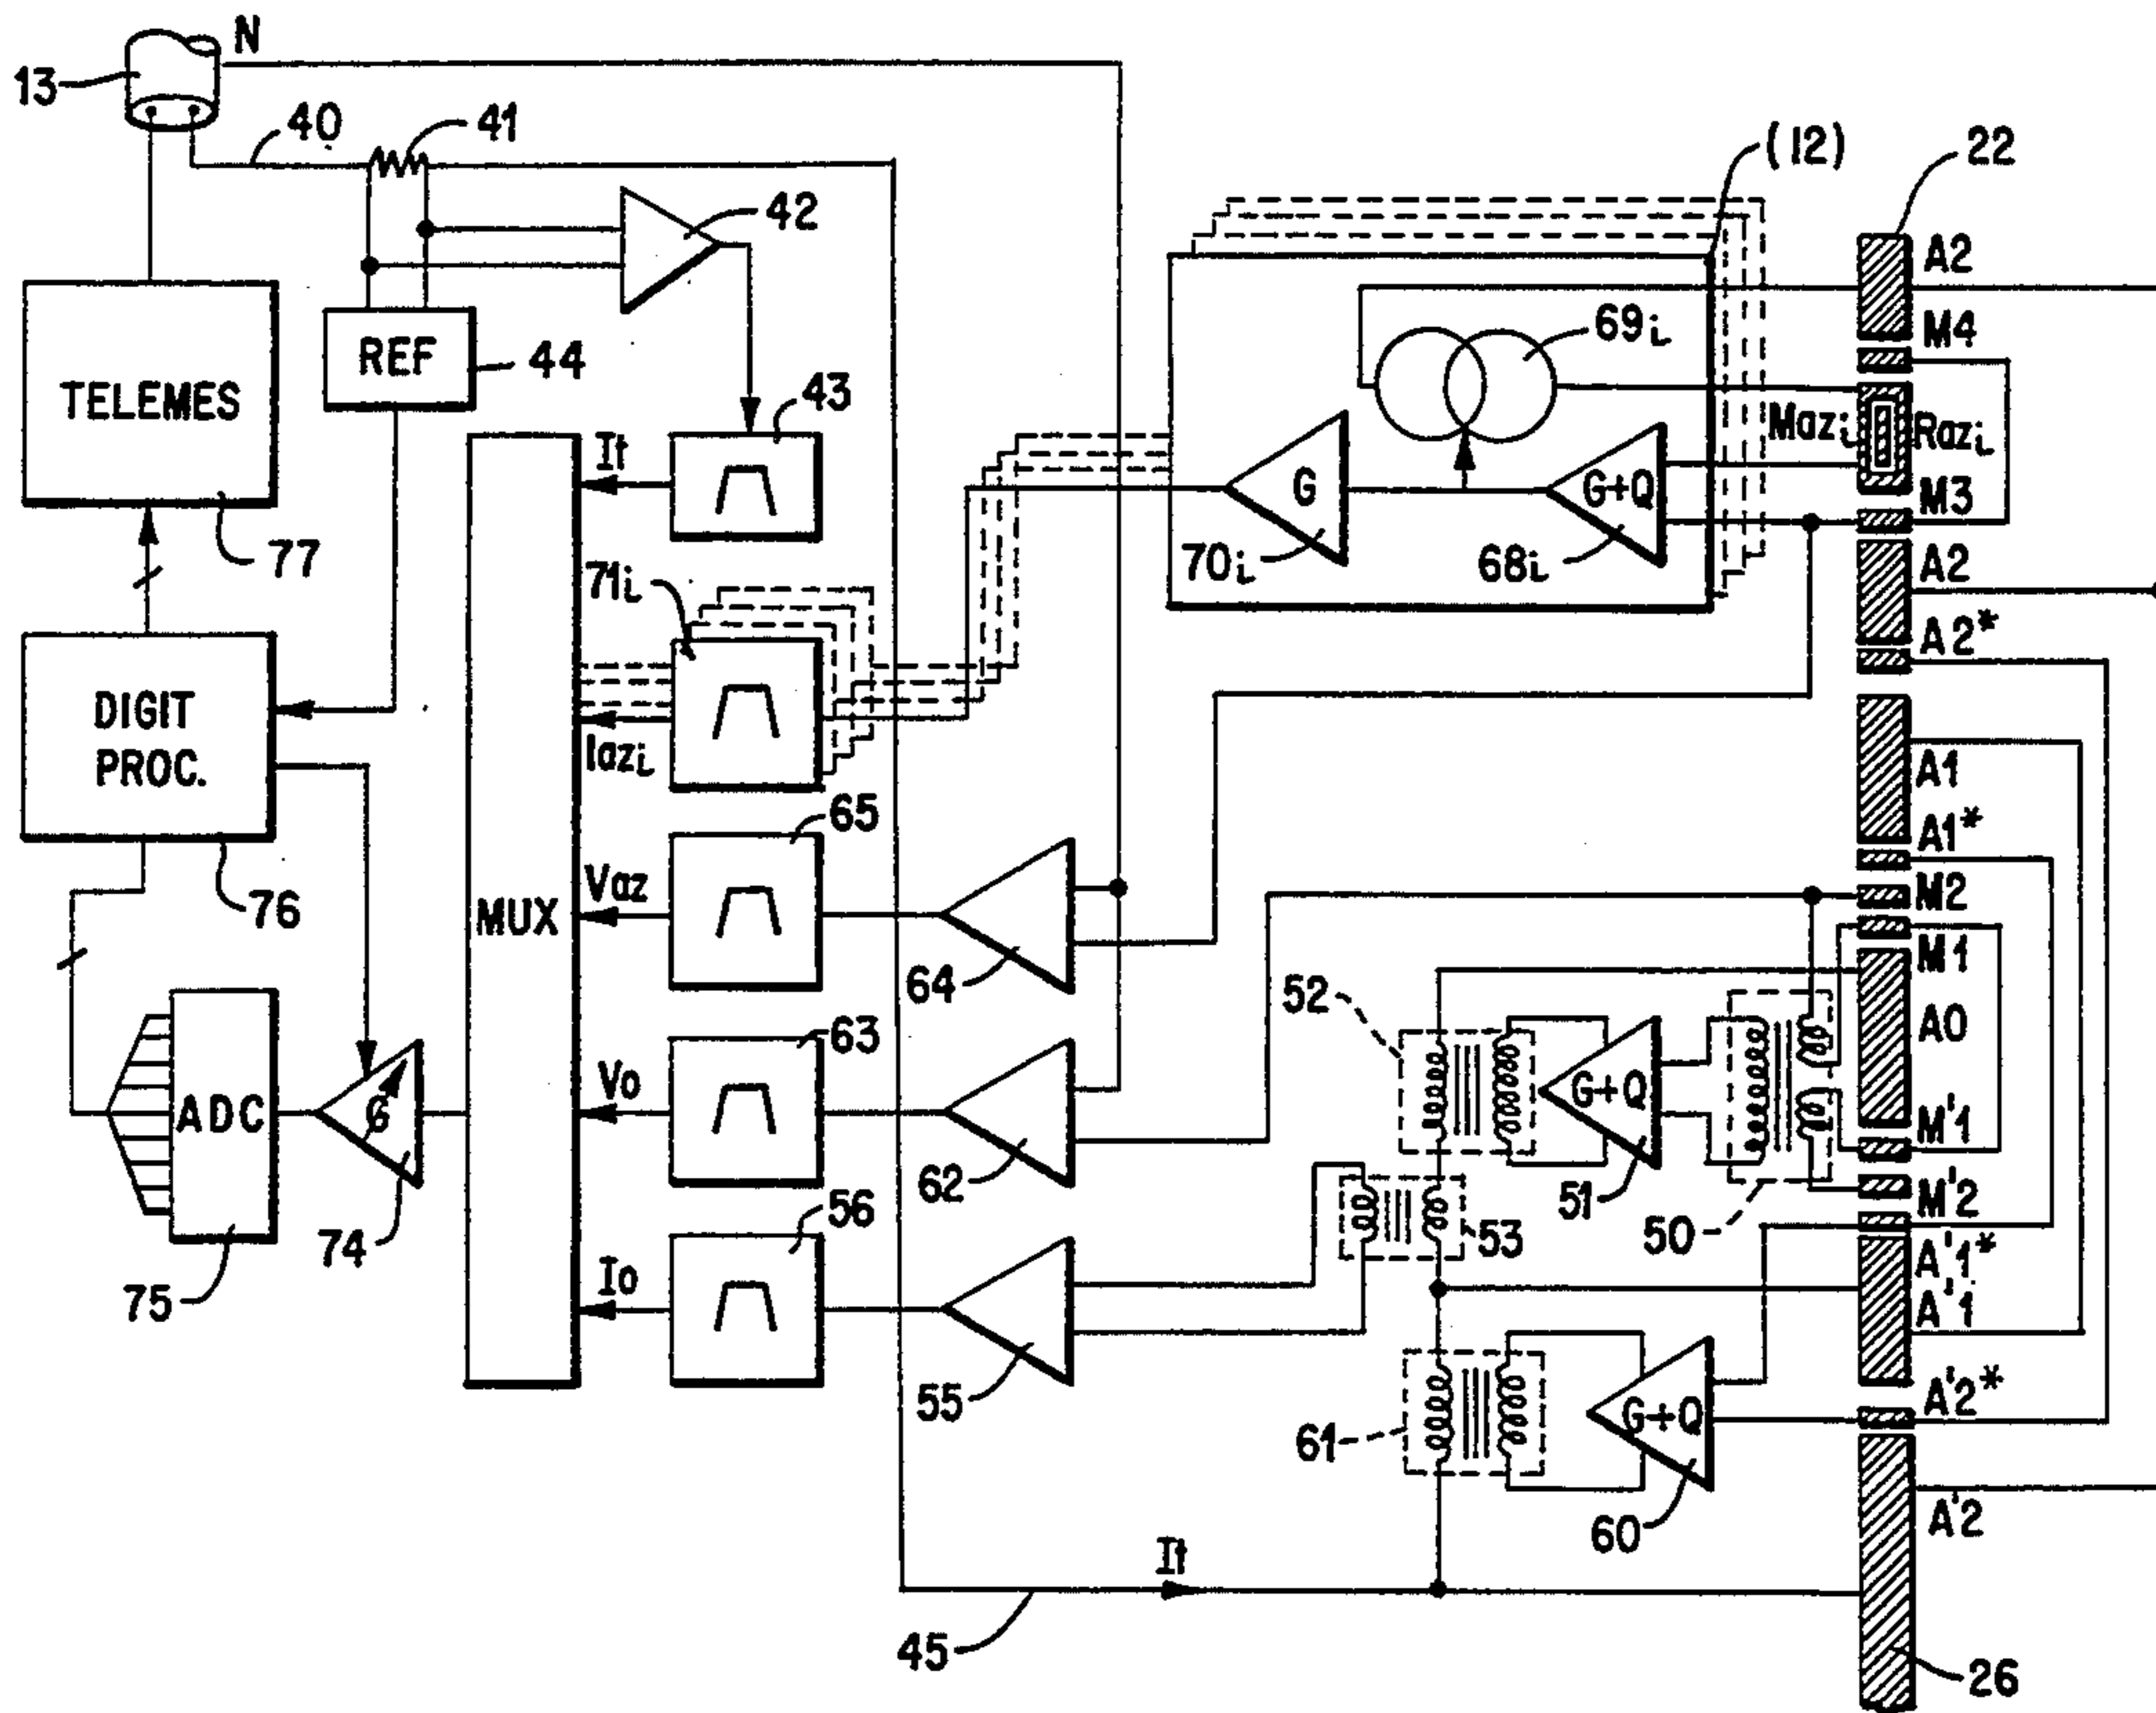 N
13
40
41
42
(12)
22
A2
M4
69i
REF
44
TELEMES
43
It
Mazi
Razi
G
G+Q
M3
70i
68i
77
71i
A2
A2*
DIGIT
PROC.
Iazi
A1
65
A1*
Vaz
76
MUX
M2
64
M1
52
A0
63
G+Q
Vo
M'1
G
ADC
62
51
M'2
56
50
53
74
A'1*
Io
75
A'1
55
A'2*
61
G+Q
60
A'2
It
45
26